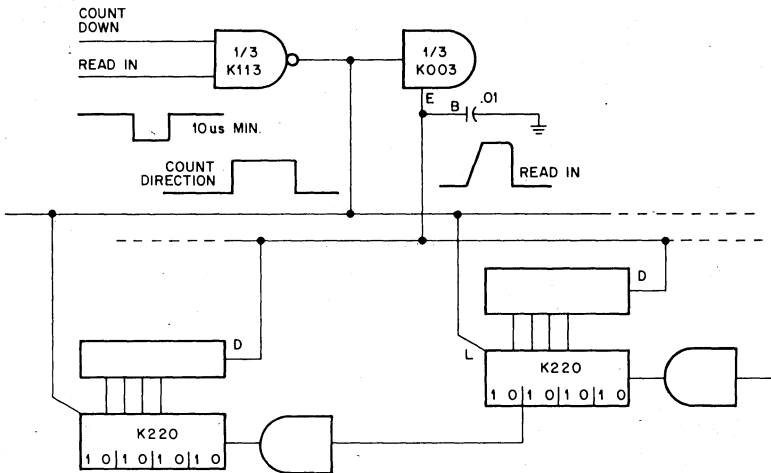 COUNT
DOWN
READ IN
1/3
K113
1/3
K003
E
B
.01
10us MIN.
COUNT
DIRECTION
READ IN
D
D
L
K220
1 0 1 0 1 0 1 0
K220
1 0 1 0 1 0 1 0